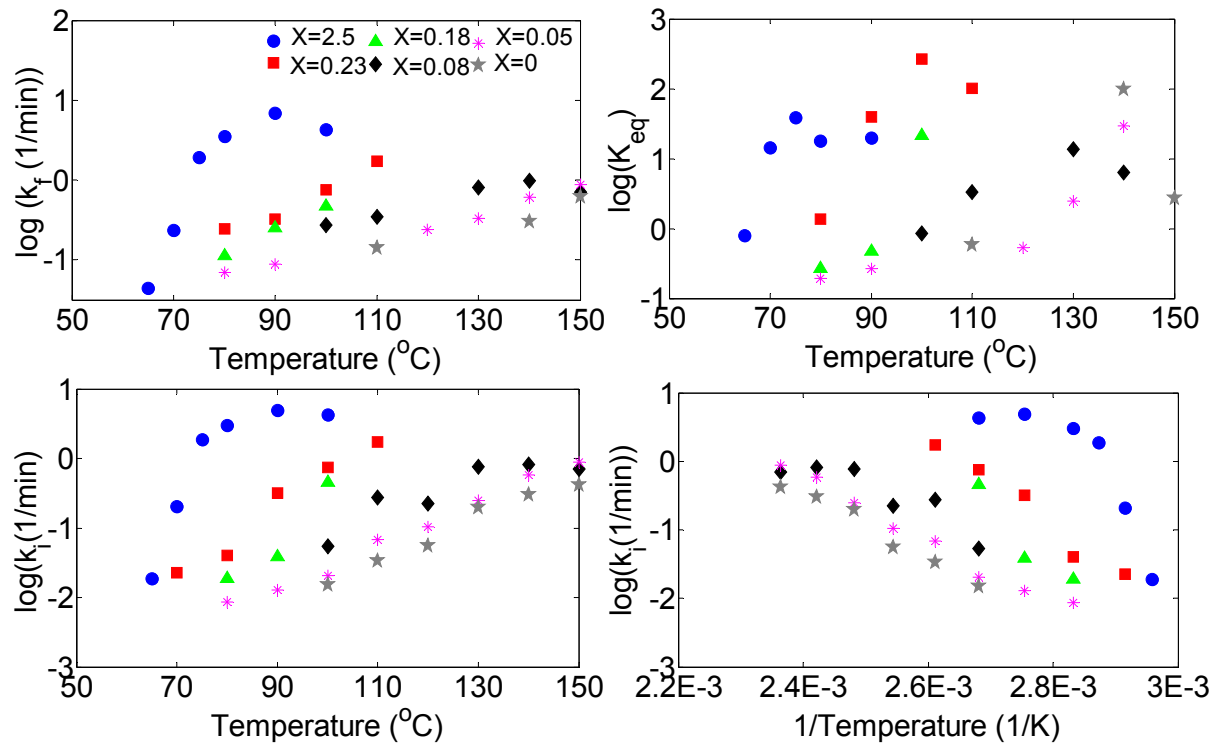 2
1
0
-1
50
70
90
110
130
150
log (k_f (1/min))
Temperature (°C)
X=2.5 X=0.18 X=0.05
X=0.23 X=0.08 X=0
3
2
1
0
-1
50
70
90
110
130
150
log(K_eq)
Temperature (°C)
1
0
-1
-2
-3
50
70
90
110
130
150
log(k_i(1/min)
Temperature (°C)
1
0
-1
-2
-3
2.2E-3
2.4E-3
2.6E-3
2.8E-3
3E-3
log(k_i(1/min))
1/Temperature (1/K)